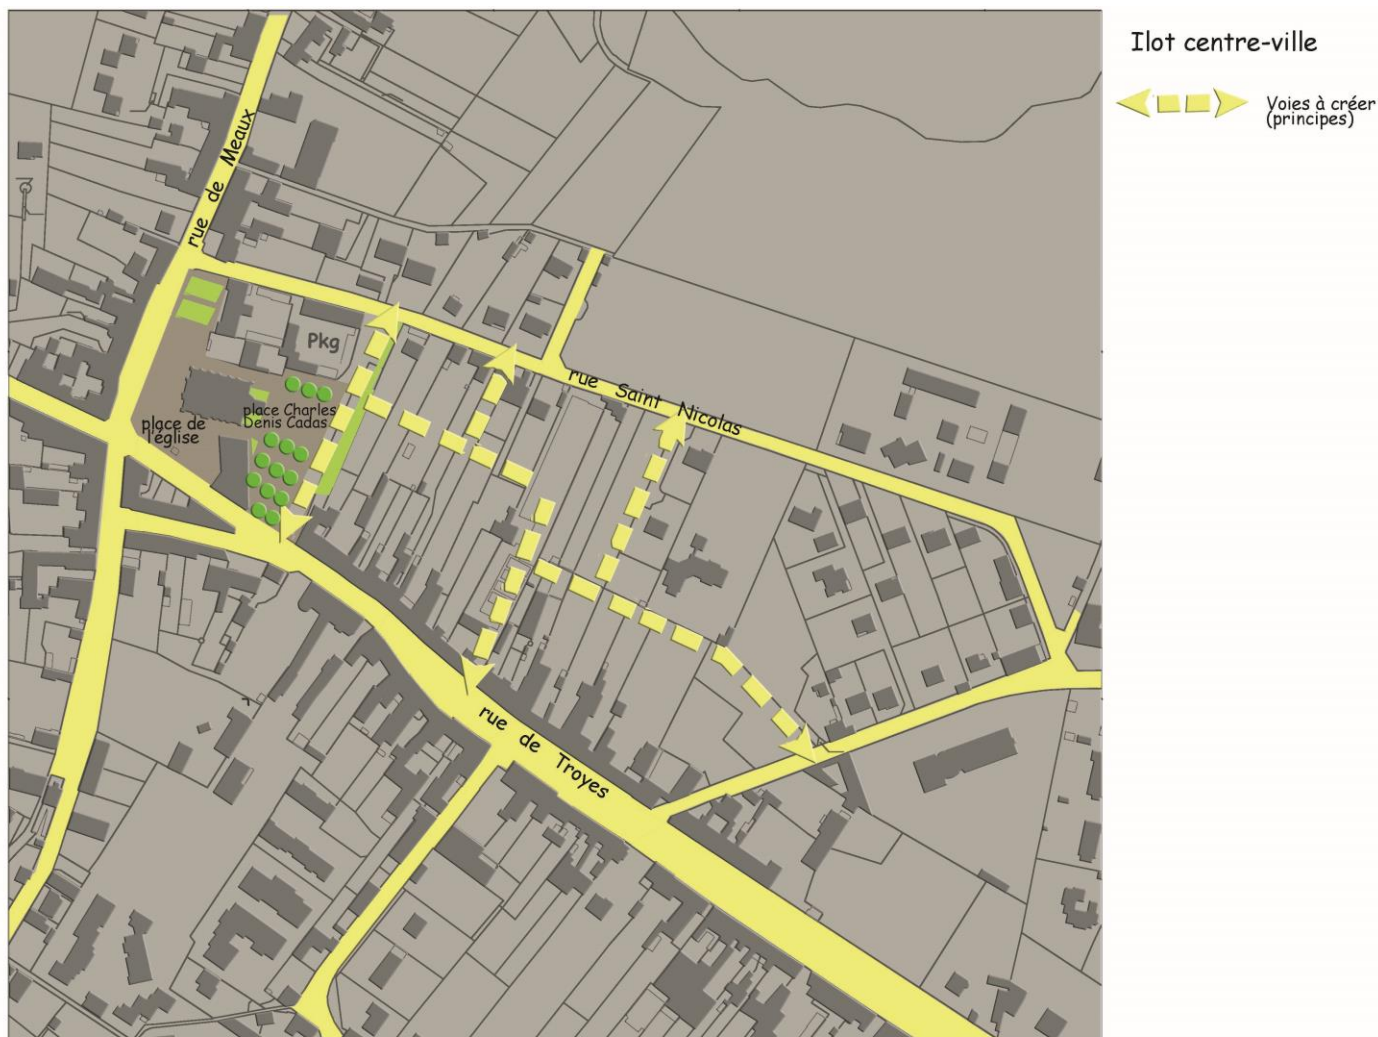 Ilot centre-ville
Voies à créer
(principes)
rue de Meaux
Pkg
rue Saint Nicolas
place Charles
Denis Cadas
place de
l'église
rue de Troyes